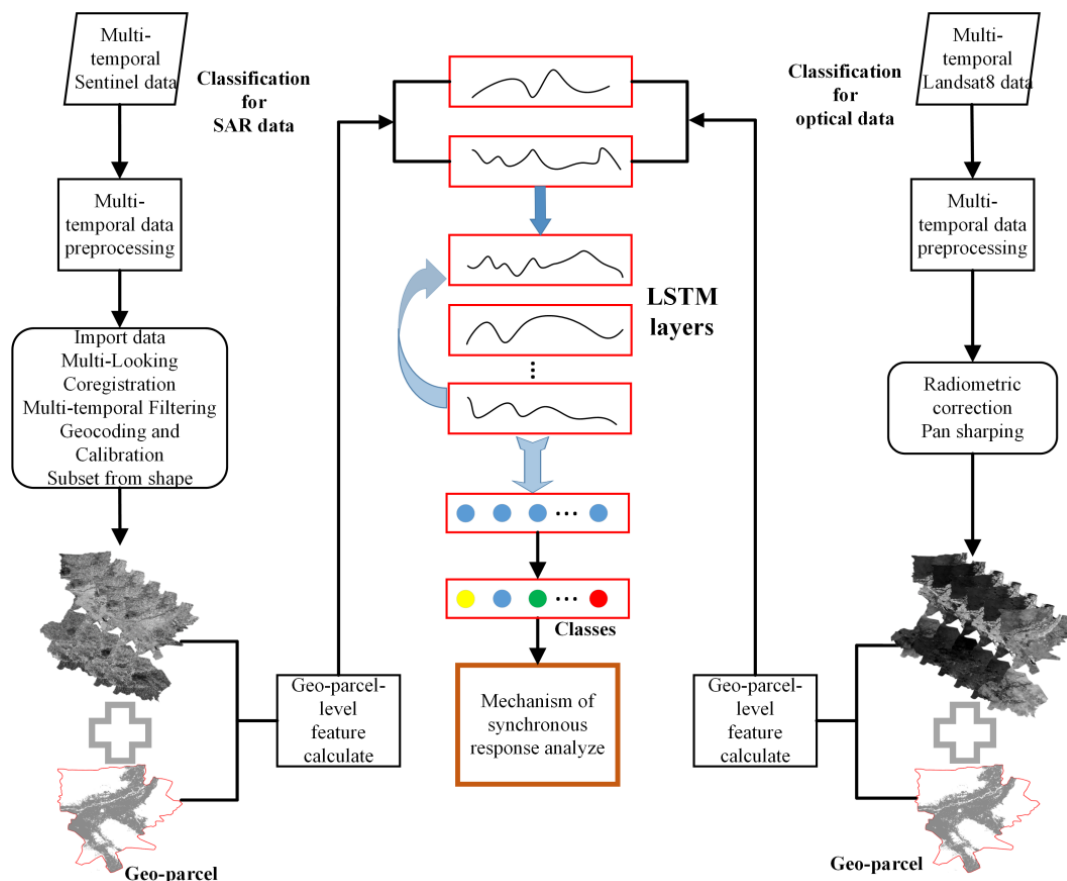 Multi-
temporal
Sentinel data
Classification
for
SAR data
Multi-
temporal data
preprocessing
Import data
Multi-Looking
Coregistration
Multi-temporal Filtering
Geocoding and
Calibration
Subset from shape
Geo-parcel
Geo-parcel-
level
feature
calculate
LSTM
layers
...
...
...
Classes
Mechanism of
synchronous
response analyze
Classification
for
optical data
Multi-
temporal
Landsat8 data
Multi-
temporal data
preprocessing
Radiometric
correction
Pan sharping
Geo-parcel-
level
feature
calculate
Geo-parcel